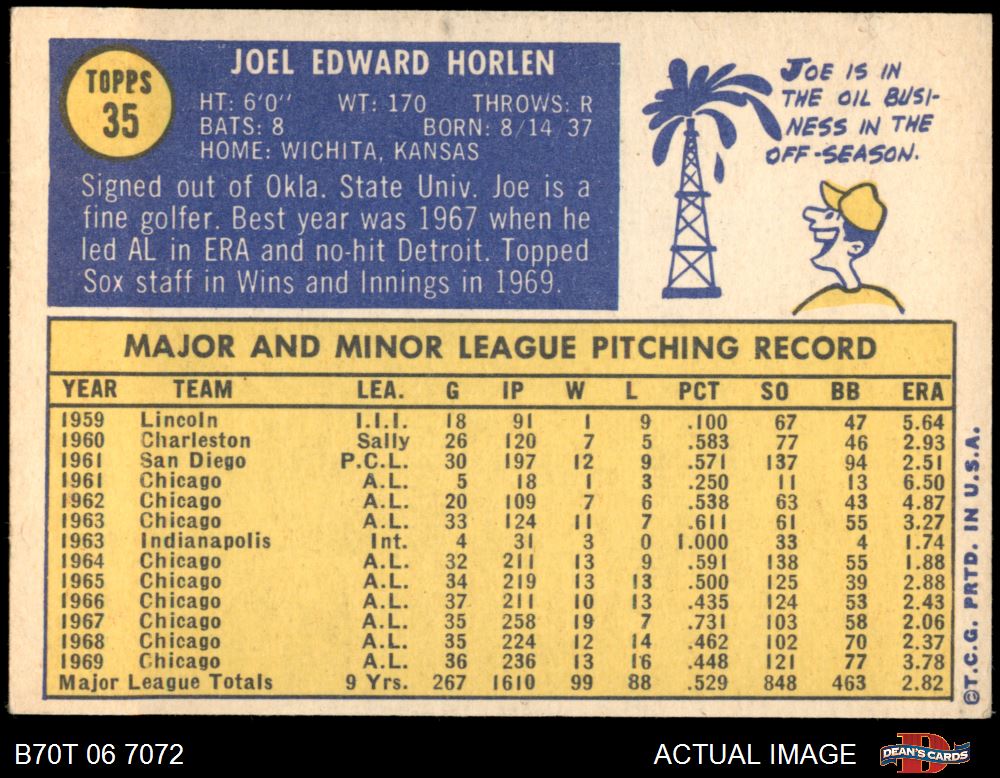 TOPPS
35
JOEL EDWARD HORLEN
HT: 6'0" WT: 170 THROWS: R
BATS: 8 BORN: 8/14 37
HOME: WICHITA, KANSAS
Signed out of Okla. State Univ. Joe is a
fine golfer. Best year was 1967 when he
led AL in ERA and no-hit Detroit. Topped
Sox staff in Wins and Innings in 1969.
JOE IS IN
THE OIL BUSI-
NESS IN THE
OFF-SEASON.
MAJOR AND MINOR LEAGUE PITCHING RECORD
YEAR TEAM LEA. G IP W L PCT SO BB ERA
1959 Lincoln I.I.I. 18 91 1 9 .100 67 47 5.64
1960 Charleston Sally 26 120 7 5 .583 77 46 2.93
1961 San Diego P.C.L. 30 197 12 9 .571 137 94 2.51
1961 Chicago A.L. 5 18 1 3 .250 11 13 6.50
1962 Chicago A.L. 20 109 7 6 .538 63 43 4.87
1963 Chicago A.L. 33 124 11 7 .611 61 55 3.27
1963 Indianapolis Int. 4 31 3 0 1.000 33 4 1.74
1964 Chicago A.L. 32 211 13 9 .591 138 55 1.88
1965 Chicago A.L. 34 219 13 13 .500 125 39 2.88
1966 Chicago A.L. 37 211 10 13 .435 124 53 2.43
1967 Chicago A.L. 35 258 19 7 .731 103 58 2.06
1968 Chicago A.L. 35 224 12 14 .462 102 70 2.37
1969 Chicago A.L. 36 236 13 16 .448 121 77 3.78
Major League Totals 9 Yrs. 267 1610 99 88 .529 848 463 2.82
©T.C.G. PRTD. IN U.S.A.
B70T 06 7072
ACTUAL IMAGE
DEAN'S CARDS